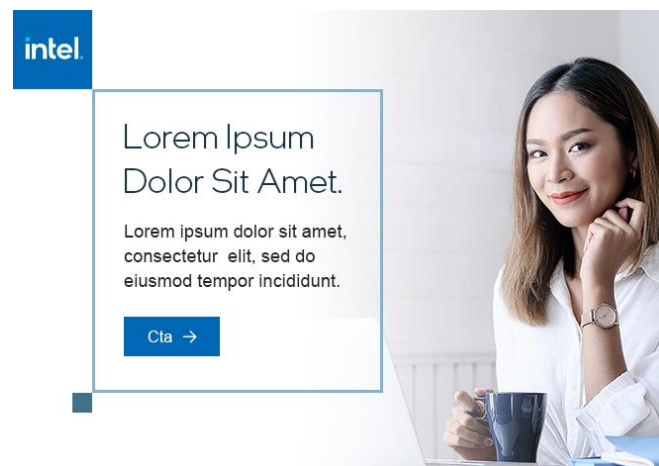 intel.
Lorem Ipsum
Dolor Sit Amet.
Lorem ipsum dolor sit amet,
consectetur  elit, sed do
eiusmod tempor incididunt.
Cta →